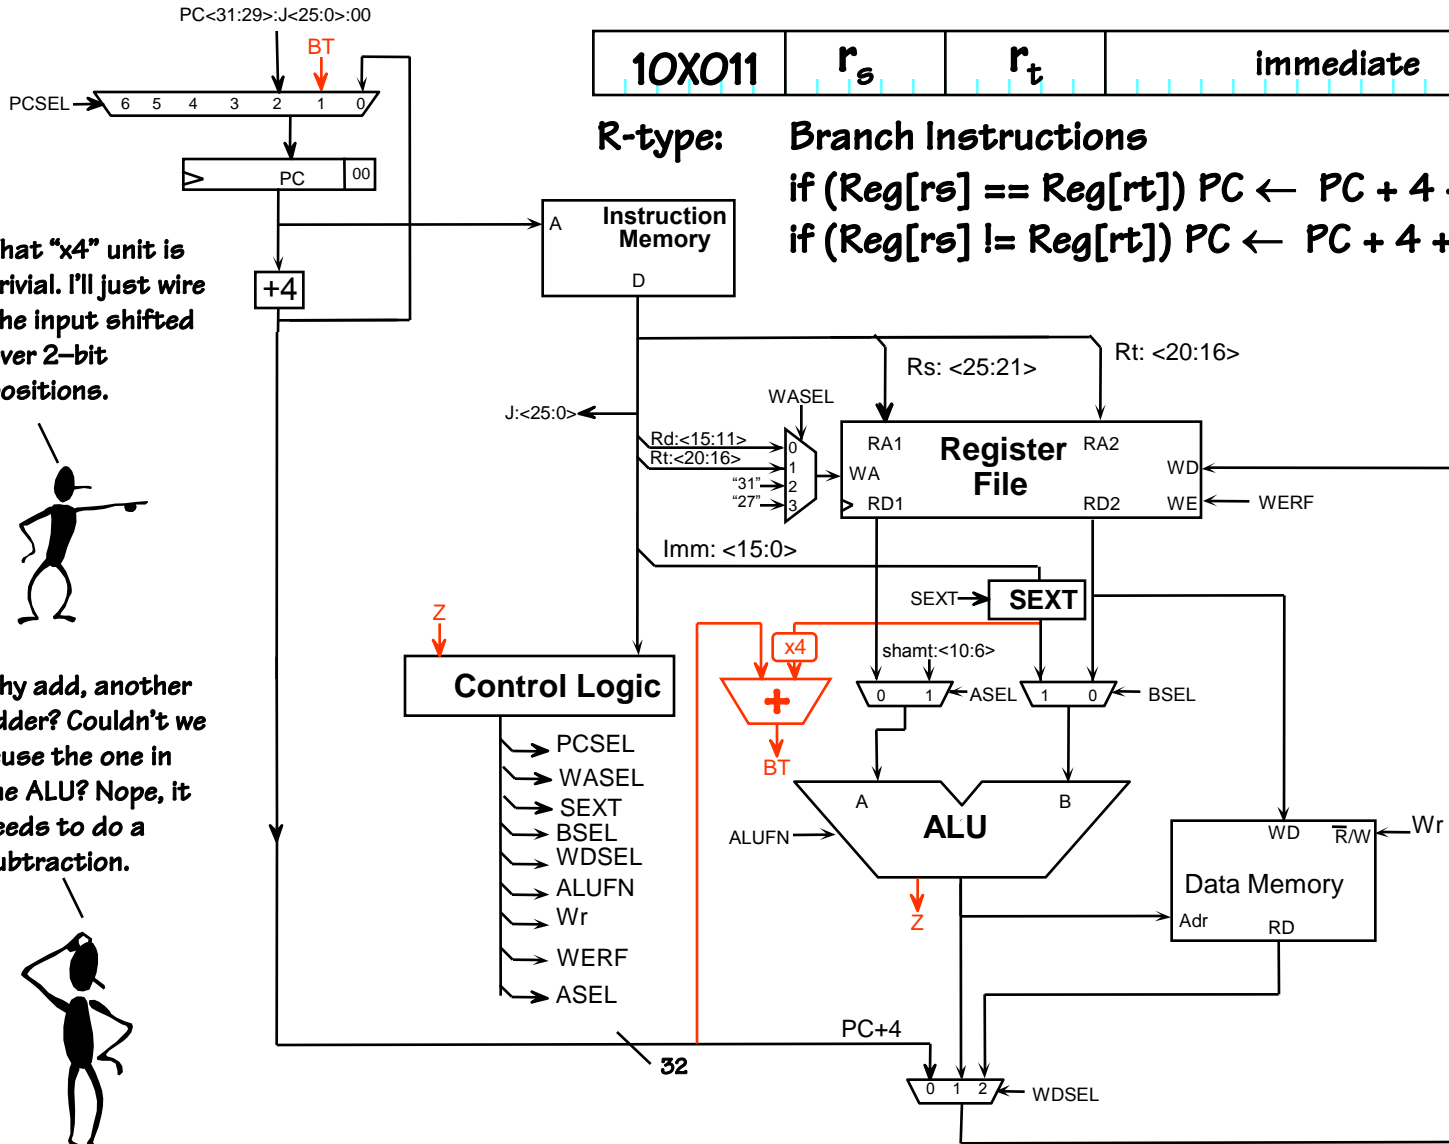 PC<31:29>:J<25:0>:00
BT
PCSEL
6 5 4 3 2 1 0
PC 00
+4
10X011 rs rt immediate
R-type: Branch Instructions
if (Reg[rs] == Reg[rt]) PC ← PC + 4
if (Reg[rs] != Reg[rt]) PC ← PC + 4 +
hat “x4” unit is
rivial. I'll just wire
he input shifted
ver 2–bit
ositions.
A
Instruction
Memory
D
Rs: <25:21>
Rt: <20:16>
J:<25:0>
WASEL
Rd:<15:11>
Rt:<20:16>
“31”
“27”
0
1
2
3
RA1
Register
File
RA2
WA
WD
RD1
RD2
WE
WERF
Imm: <15:0>
SEXT
SEXT
Z
x4
shamt:<10:6>
Control Logic
+
BT
0 1
ASEL
1 0
BSEL
hy add, another
dder? Couldn't we
use the one in
he ALU? Nope, it
eeds to do a
ubtraction.
PCSEL
WASEL
SEXT
BSEL
WDSEL
ALUFN
Wr
WERF
ASEL
A
B
ALU
ALUFN
Z
WD
R/W
Wr
Data Memory
Adr
RD
PC+4
32
0 1 2
WDSEL